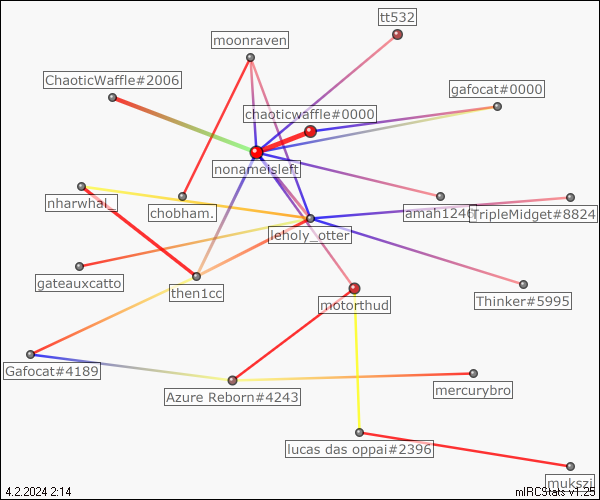 tt532
moonraven
ChaoticWaffle#2006
gafocat#0000
chaoticwaffle#0000
nonameisleft
nharwhal_
chobham.
amah1246
TripleMidget#8824
leholy_otter
gateauxcatto
then1cc
Thinker#5995
motorthud
Gafocat#4189
Azure Reborn#4243
mercurybro
lucas das oppai#2396
mukszi
4.2.2024 2:14
mIRCStats v1.25